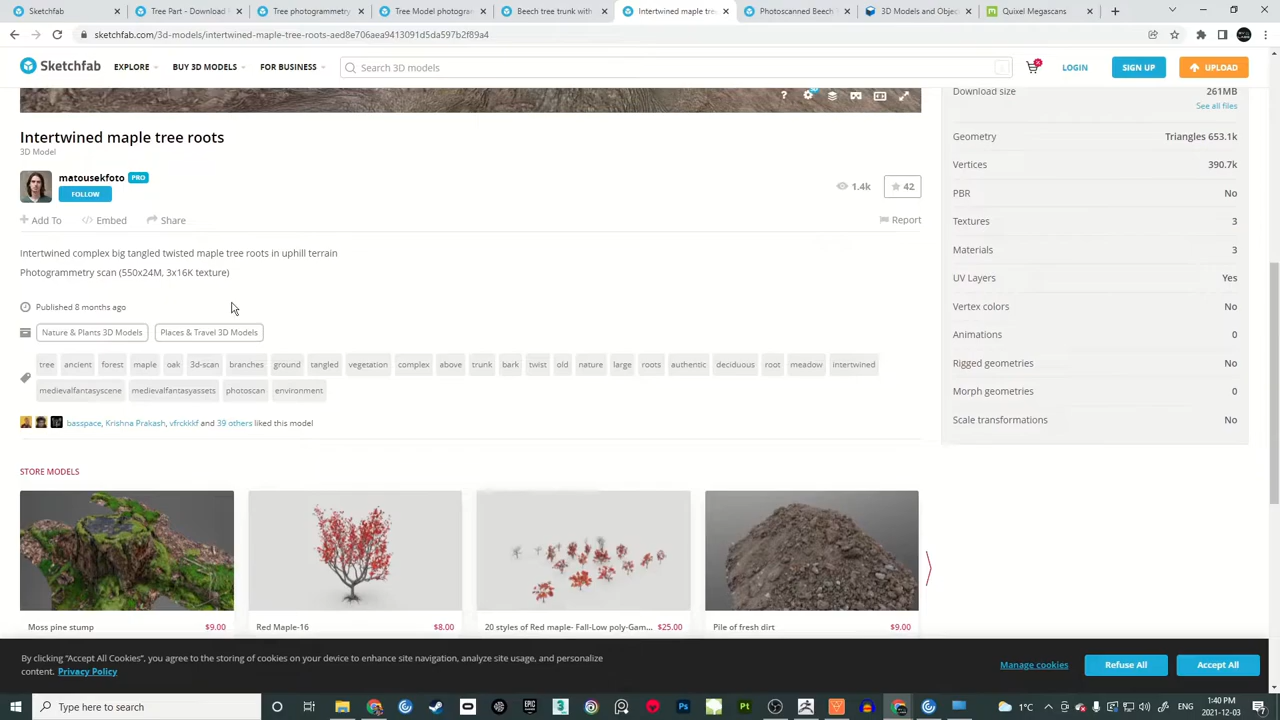 Sketchfab
Tree Part - Download
Tree photogrammetry
Tree Model photogra
Beech tree trunk with
Intertwined maple tre
Photoscanned Beech
3D Models and Obje
Quixel Megascans
sketchfab.com/3d-models/intertwined-maple-tree-roots-aed8e706aea9413091d5da597b2f89a4
Sketchfab EXPLORE BUY 3D MODELS FOR BUSINESS Search 3D models LOGIN SIGN UP UPLOAD
Download size 261MB
See all files
Geometry Triangles 653.1k
Vertices 390.7k
PBR No
Textures 3
Materials 3
UV Layers Yes
Vertex colors No
Animations 0
Rigged geometries No
Morph geometries 0
Scale transformations No
Intertwined maple tree roots
3D Model
matousekfoto PRO
FOLLOW
1.4k 42
Add To Embed Share Report
Intertwined complex big tangled twisted maple tree roots in uphill terrain
Photogrammetry scan (550x24M, 3x16K texture)
Published 8 months ago
Nature & Plants 3D Models Places & Travel 3D Models
tree ancient forest maple oak 3d-scan branches ground tangled vegetation complex above trunk bark twist old nature large roots authentic deciduous root meadow intertwined
medievalfantasyscene medievalfantasyassets photoscan environment
basspace, Krishna Prakash, vfrckkkf and 39 others liked this model
STORE MODELS
Moss pine stump $9.00
Red Maple-16 $8.00
20 styles of Red maple- Fall-Low poly-Gam... $25.00
Pile of fresh dirt $9.00
By clicking “Accept All Cookies”, you agree to the storing of cookies on your device to enhance site navigation, analyze site usage, and personalize
content. Privacy Policy
Manage cookies Refuse All Accept All
Type here to search
1°C ENG 1:40 PM
2021-12-03